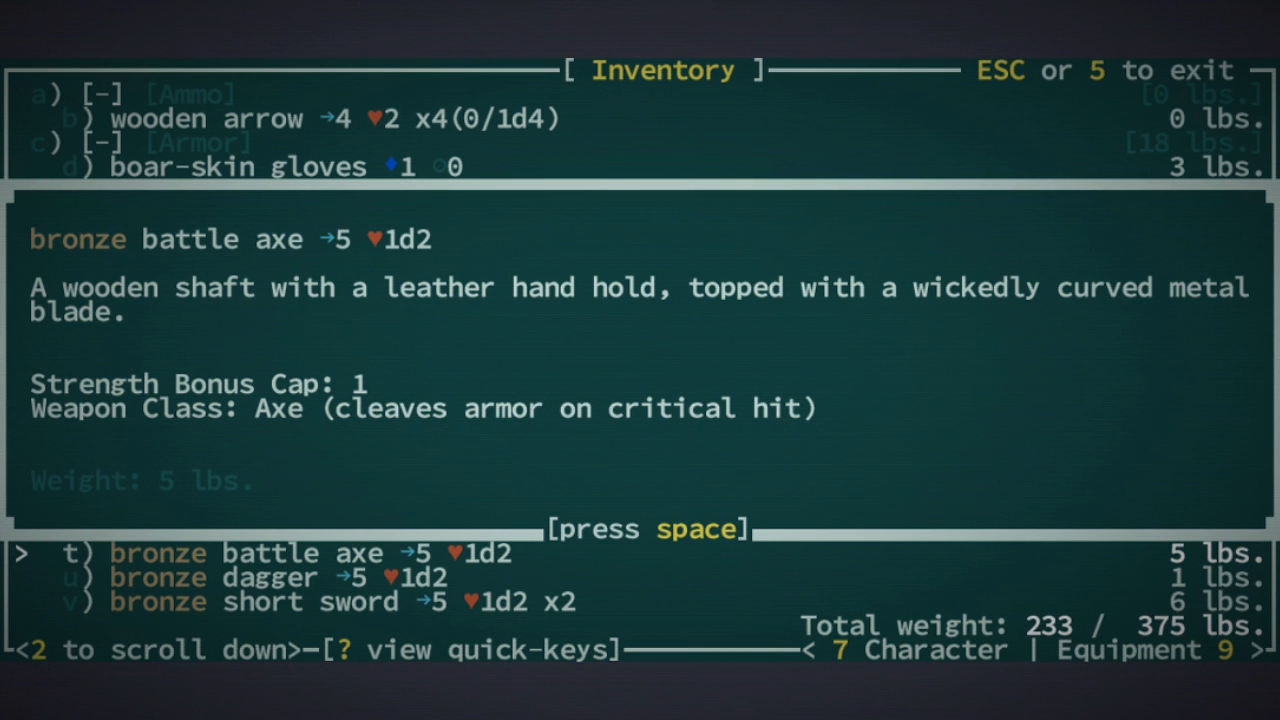 [ Inventory ] ESC or 5 to exit
a) [-] [Ammo] [0 lbs.]
b) wooden arrow →4 ♥2 x4(0/1d4) 0 lbs.
c) [-] [Armor] [18 lbs.]
d) boar-skin gloves ♦1 ○0 3 lbs.
bronze battle axe →5 ♥1d2
A wooden shaft with a leather hand hold, topped with a wickedly curved metal
blade.
Strength Bonus Cap: 1
Weapon Class: Axe (cleaves armor on critical hit)
Weight: 5 lbs.
[press space]
> t) bronze battle axe →5 ♥1d2 5 lbs.
u) bronze dagger →5 ♥1d2 1 lbs.
v) bronze short sword →5 ♥1d2 x2 6 lbs.
Total weight: 233 / 375 lbs.
<2 to scroll down> [? view quick-keys] < 7 Character | Equipment 9 >